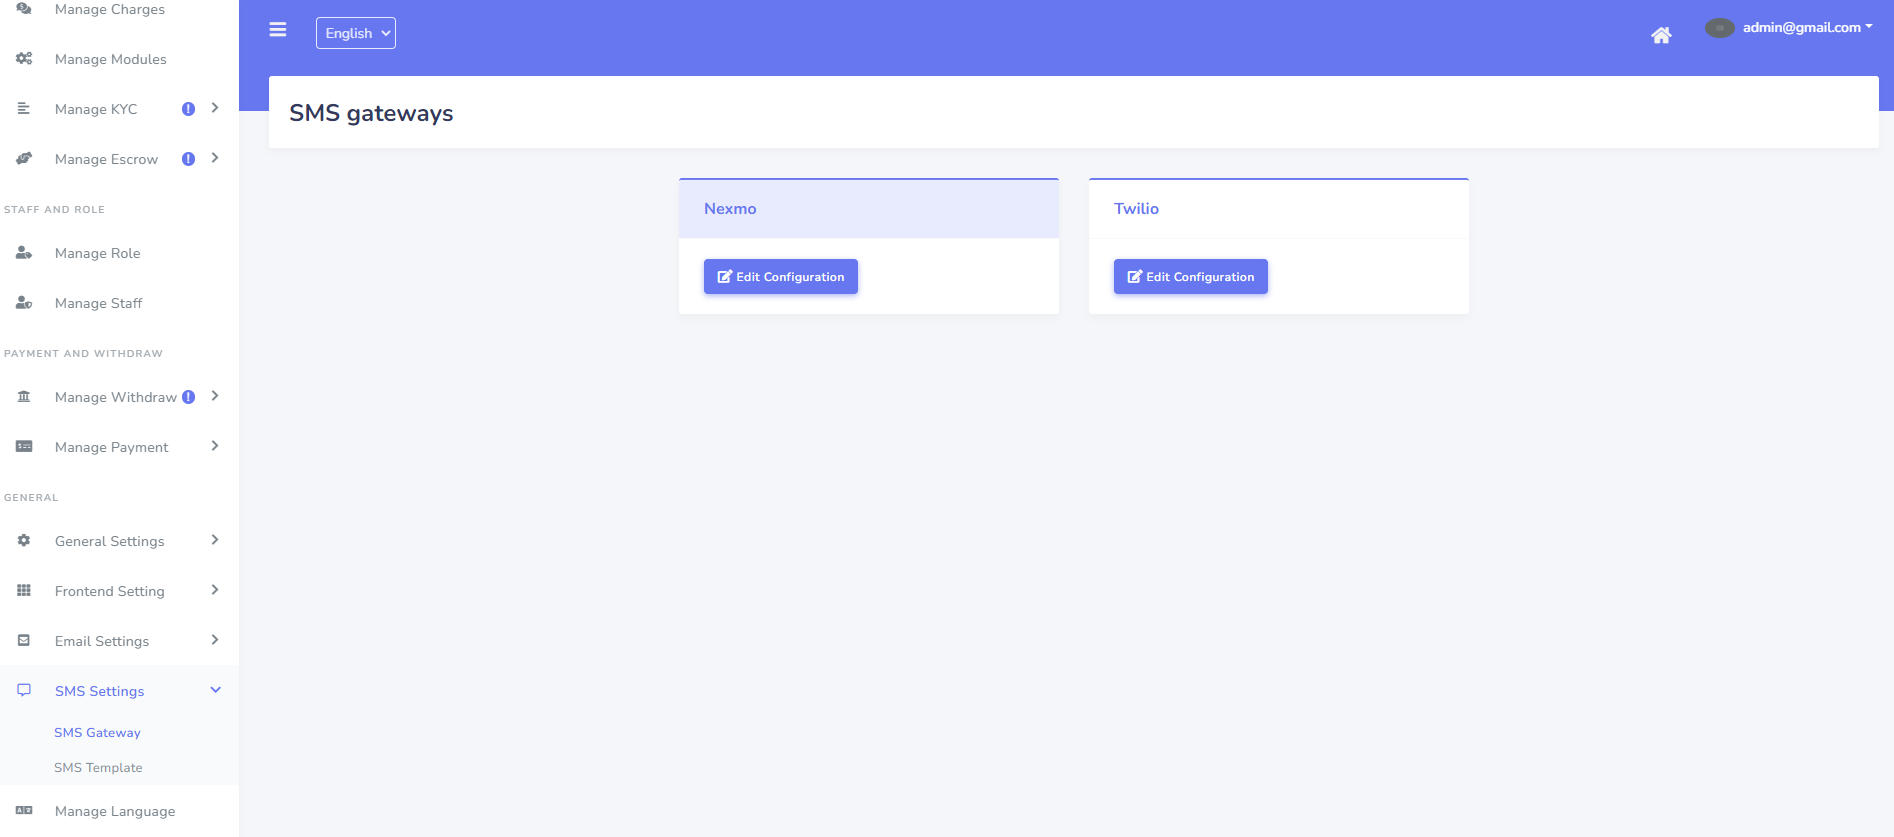 Manage Charges
Manage Modules
Manage KYC !
Manage Escrow !
STAFF AND ROLE
Manage Role
Manage Staff
PAYMENT AND WITHDRAW
Manage Withdraw !
Manage Payment
GENERAL
General Settings
Frontend Setting
Email Settings
SMS Settings
SMS Gateway
SMS Template
Manage Language
English
admin@gmail.com
SMS gateways
Nexmo
Edit Configuration
Twilio
Edit Configuration